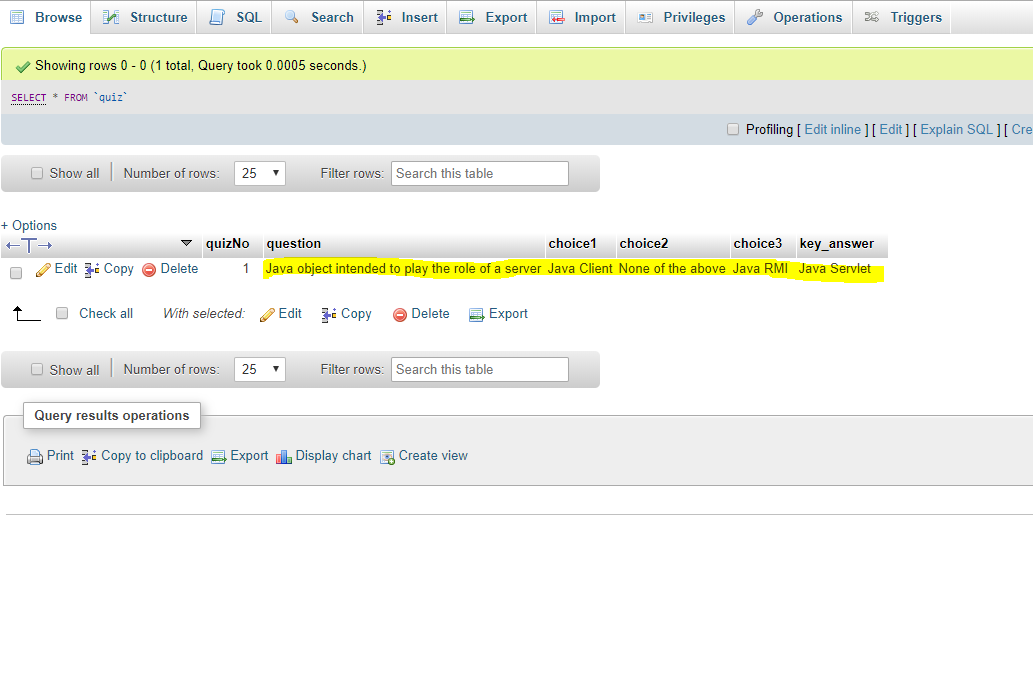 Browse Structure SQL Search Insert Export Import Privileges Operations Triggers
Showing rows 0 - 0 (1 total, Query took 0.0005 seconds.)
SELECT * FROM `quiz`
Profiling [ Edit inline ] [ Edit ] [ Explain SQL ] [ Cre
Show all Number of rows: 25 Filter rows: Search this table
+ Options
quizNo question choice1 choice2 choice3 key_answer
Edit Copy Delete 1 Java object intended to play the role of a server Java Client None of the above Java RMI Java Servlet
Check all With selected: Edit Copy Delete Export
Show all Number of rows: 25 Filter rows: Search this table
Query results operations
Print Copy to clipboard Export Display chart Create view